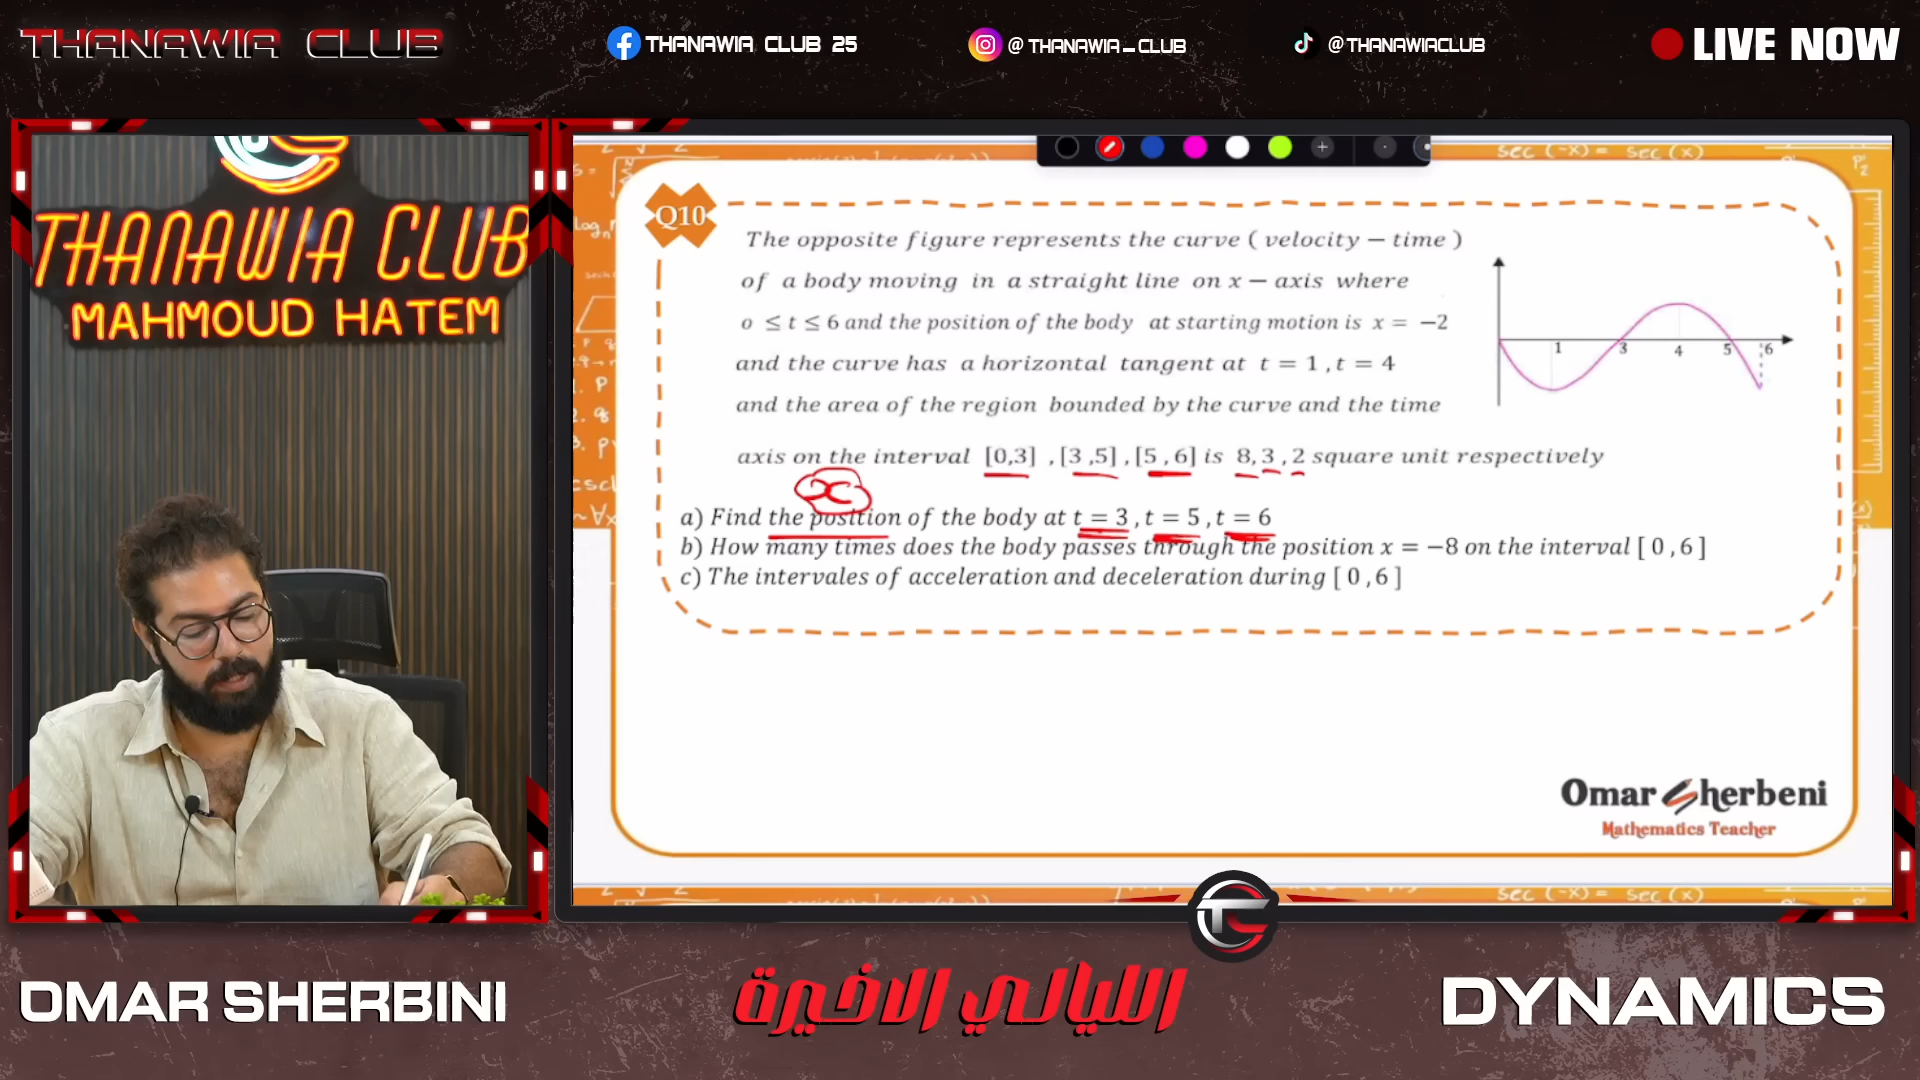 THANAWIA CLUB
THANAWIA CLUB 25
@THANAWIA_CLUB
@THANAWIACLUB
LIVE NOW
THANAWIA CLUB
MAHMOUD HATEM
sec (-x) = sec (x)
Q10
The opposite figure represents the curve ( velocity − time )
of a body moving in a straight line on x − axis where
o ≤ t ≤ 6 and the position of the body at starting motion is x = −2
and the curve has a horizontal tangent at t = 1 , t = 4
and the area of the region bounded by the curve and the time
axis on the interval [0,3] , [3 ,5] , [5 , 6] is 8, 3 , 2 square unit respectively
1 3 4 5 6
x
a) Find the position of the body at t = 3 , t = 5 , t = 6
b) How many times does the body passes through the position x = −8 on the interval [ 0 , 6 ]
c) The intervales of acceleration and deceleration during [ 0 , 6 ]
Omar Sherbeni
Mathematics Teacher
sec (-x) = sec (x)
TC
OMAR SHERBINI
الليالي الاخيرة
DYNAMICS